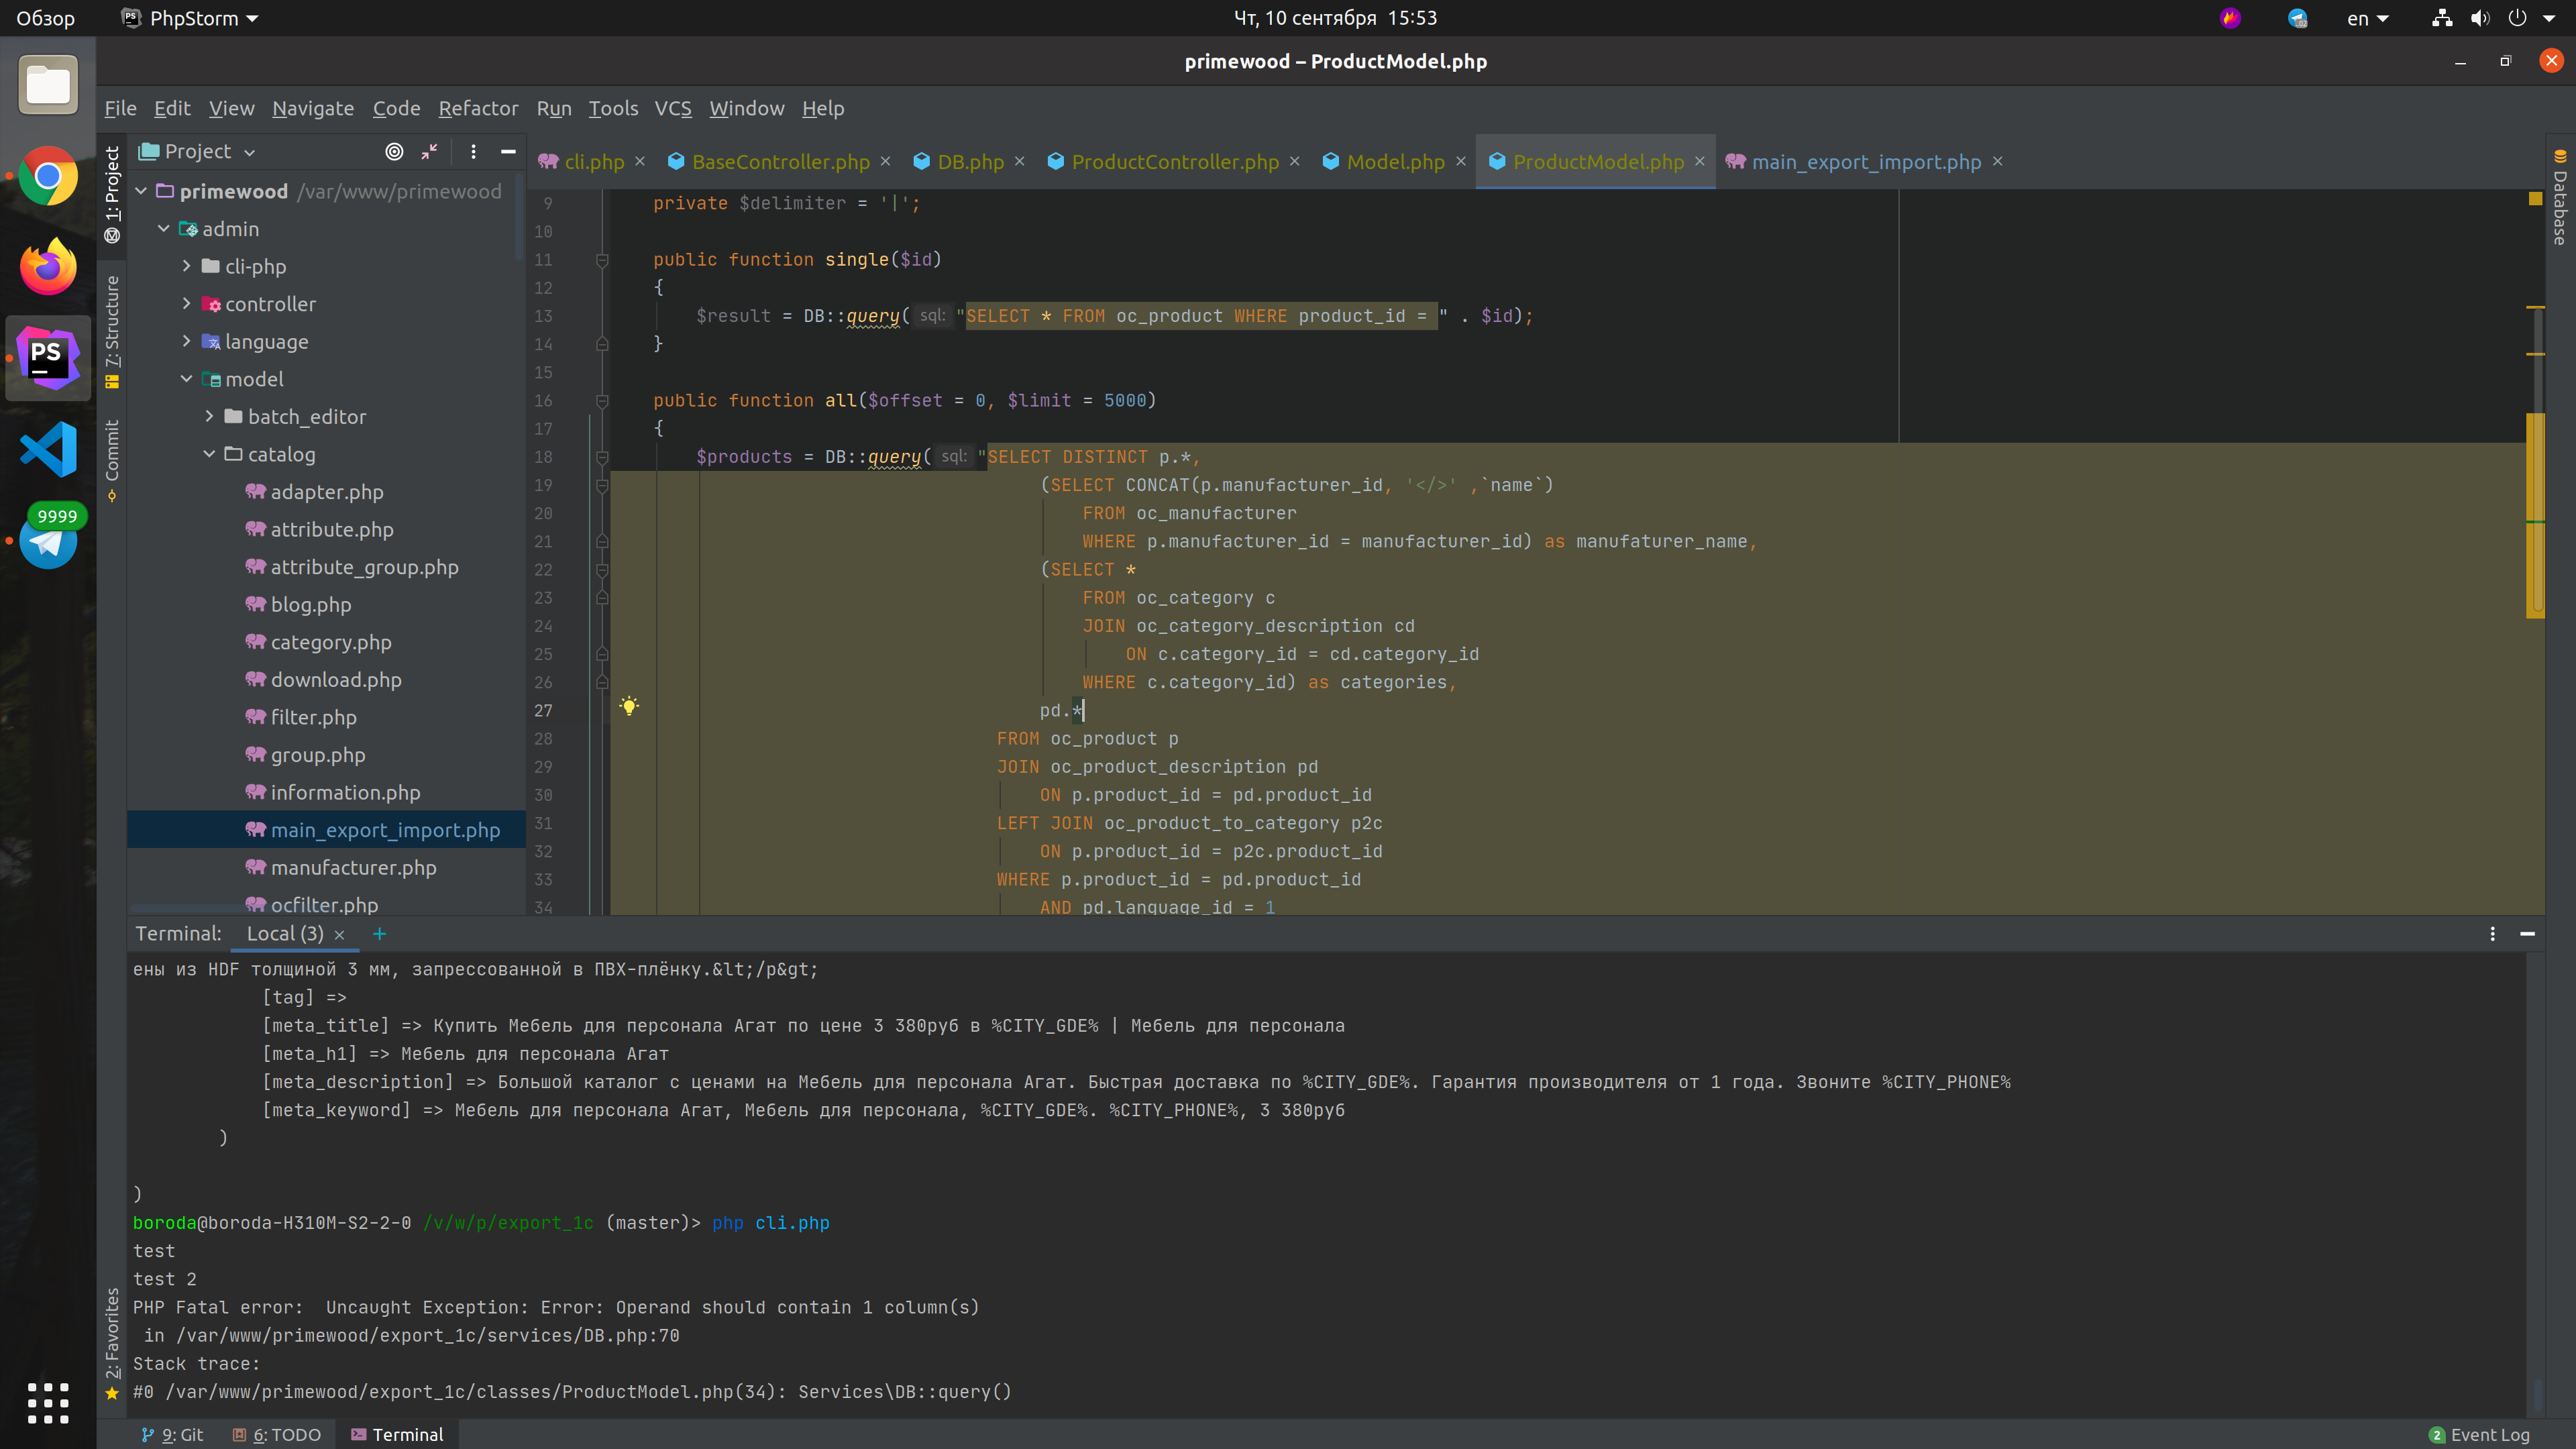 Обзор
PhpStorm
Чт, 10 сентября 15:53
en
primewood – ProductModel.php
File Edit View Navigate Code Refactor Run Tools VCS Window Help
Project
cli.php
BaseController.php
DB.php
ProductController.php
Model.php
ProductModel.php
main_export_import.php
1: Project
7: Structure
Commit
2: Favorites
Database
PS
9999
primewood /var/www/primewood
admin
cli-php
controller
language
model
batch_editor
catalog
adapter.php
attribute.php
attribute_group.php
blog.php
category.php
download.php
filter.php
group.php
information.php
main_export_import.php
manufacturer.php
ocfilter.php
9 private $delimiter = '|';
10
11 public function single($id)
12 {
13 $result = DB::query( sql: "SELECT * FROM oc_product WHERE product_id = " . $id);
14 }
15
16 public function all($offset = 0, $limit = 5000)
17 {
18 $products = DB::query( sql: "SELECT DISTINCT p.*,
19 (SELECT CONCAT(p.manufacturer_id, '</>' ,`name`)
20 FROM oc_manufacturer
21 WHERE p.manufacturer_id = manufacturer_id) as manufaturer_name,
22 (SELECT *
23 FROM oc_category c
24 JOIN oc_category_description cd
25 ON c.category_id = cd.category_id
26 WHERE c.category_id) as categories,
27 pd.*
28 FROM oc_product p
29 JOIN oc_product_description pd
30 ON p.product_id = pd.product_id
31 LEFT JOIN oc_product_to_category p2c
32 ON p.product_id = p2c.product_id
33 WHERE p.product_id = pd.product_id
34 AND pd.language_id = 1
Terminal: Local (3) +
ены из HDF толщиной 3 мм, запрессованной в ПВХ-плёнку.&lt;/p&gt;
[tag] =>
[meta_title] => Купить Мебель для персонала Агат по цене 3 380руб в %CITY_GDE% | Мебель для персонала
[meta_h1] => Мебель для персонала Агат
[meta_description] => Большой каталог с ценами на Мебель для персонала Агат. Быстрая доставка по %CITY_GDE%. Гарантия производителя от 1 года. Звоните %CITY_PHONE%
[meta_keyword] => Мебель для персонала Агат, Мебель для персонала, %CITY_GDE%. %CITY_PHONE%, 3 380руб
)
)
boroda@boroda-H310M-S2-2-0 /v/w/p/export_1c (master)> php cli.php
test
test 2
PHP Fatal error:  Uncaught Exception: Error: Operand should contain 1 column(s)
in /var/www/primewood/export_1c/services/DB.php:70
Stack trace:
#0 /var/www/primewood/export_1c/classes/ProductModel.php(34): Services\DB::query()
9: Git
6: TODO
Terminal
2 Event Log